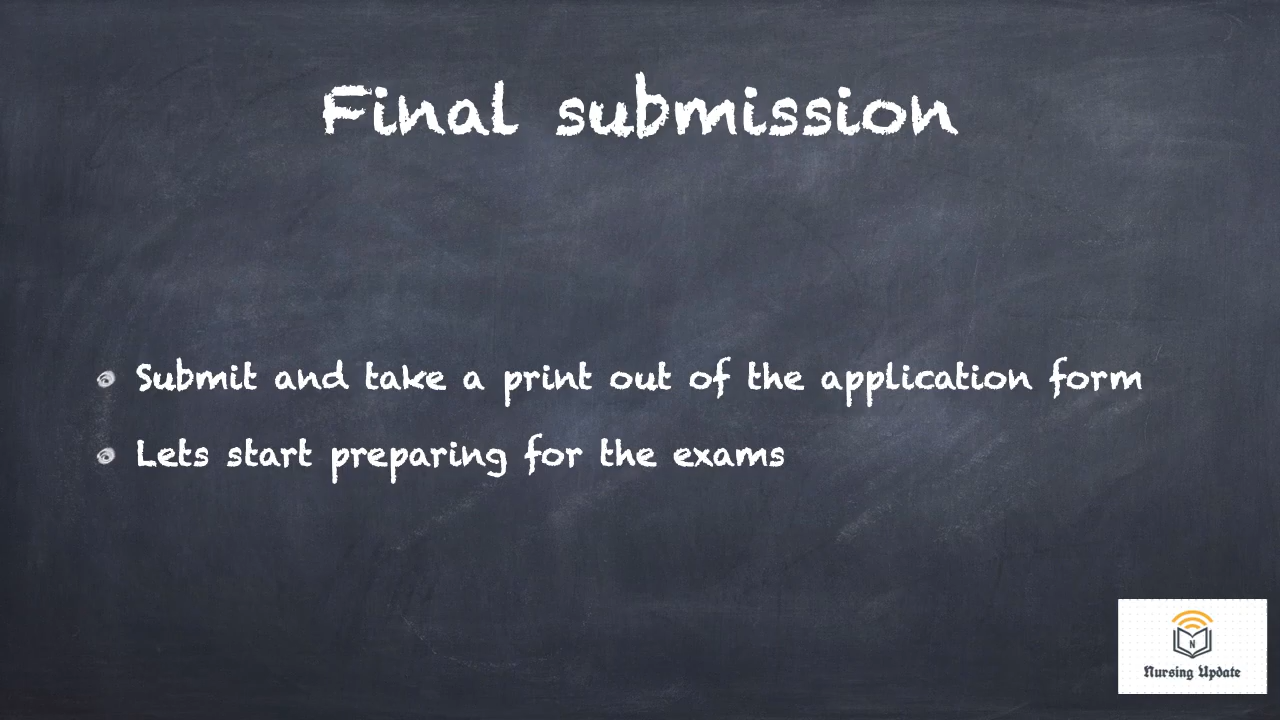 Final submission
Submit and take a print out of the application form
Lets start preparing for the exams
N
Nursing Update